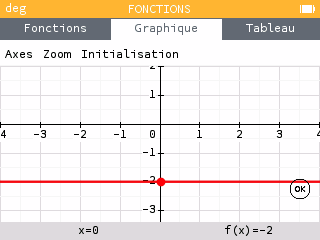 deg FONCTIONS
Fonctions Graphique Tableau
Axes Zoom Initialisation
2
1
4 -3 -2 -1 0 1 2 3 4
-1
-2
OK
-3
x=0 f(x)=-2